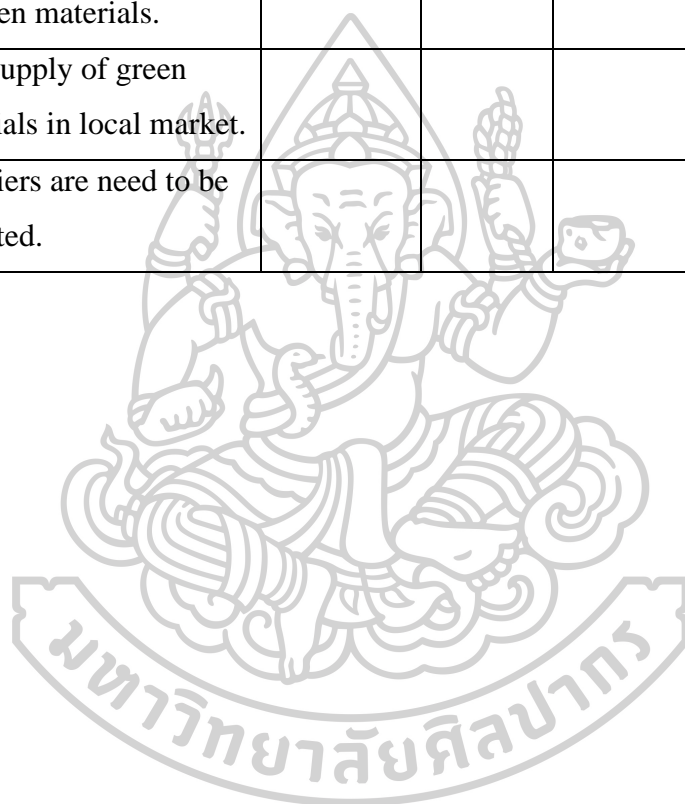 en materials.
upply of green
ials in local market.
iers are need to be
ted.
มหาวิทยาลัยศิลปากร